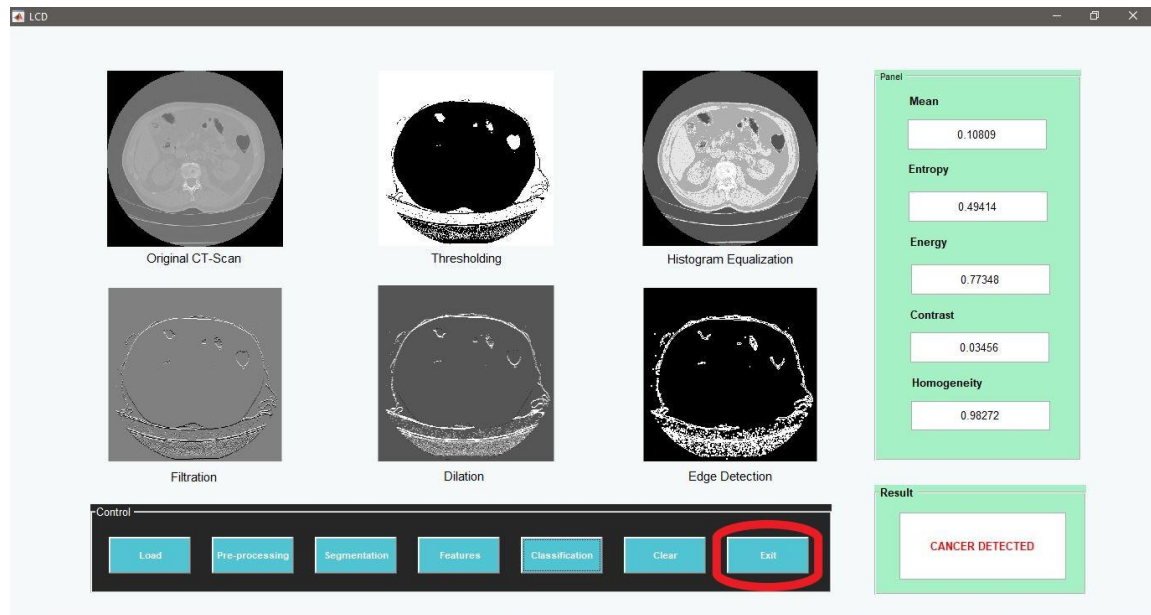 LCD
Original CT-Scan
Thresholding
Histogram Equalization
Filtration
Dilation
Edge Detection
Panel
Mean
0.10809
Entropy
0.49414
Energy
0.77348
Contrast
0.03456
Homogeneity
0.98272
Control
Load
Pre-processing
Segmentation
Features
Classification
Clear
Exit
Result
CANCER DETECTED